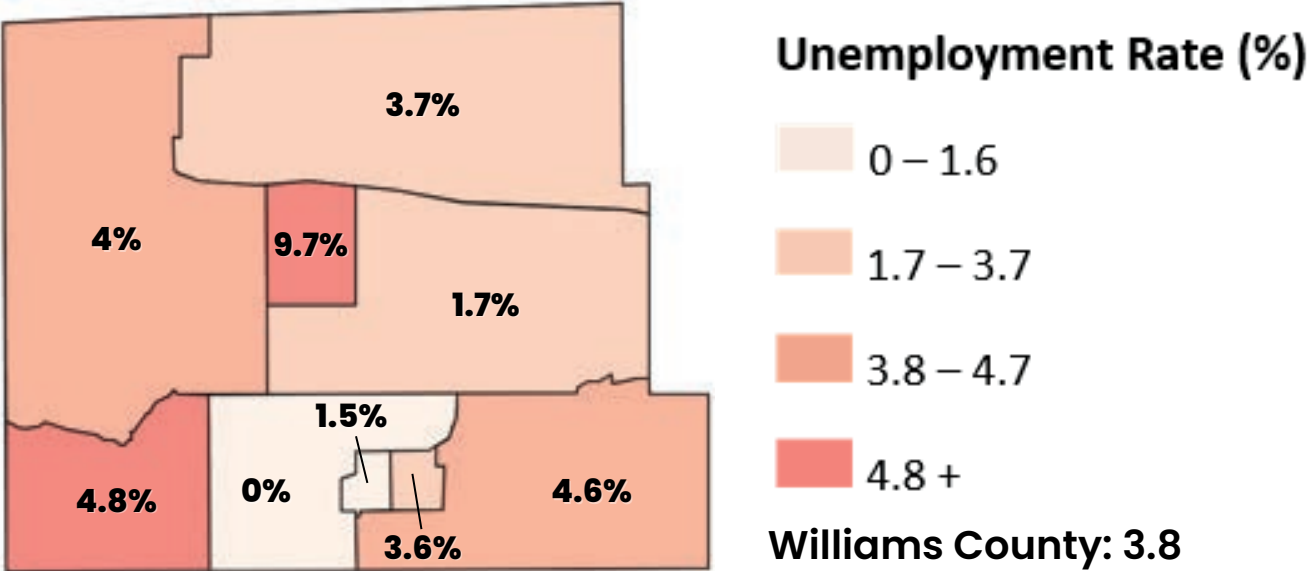 3.7%
4%
9.7%
1.7%
1.5%
4.8%
0%
4.6%
3.6%
Unemployment Rate (%)
0 – 1.6
1.7 – 3.7
3.8 – 4.7
4.8 +
Williams County: 3.8